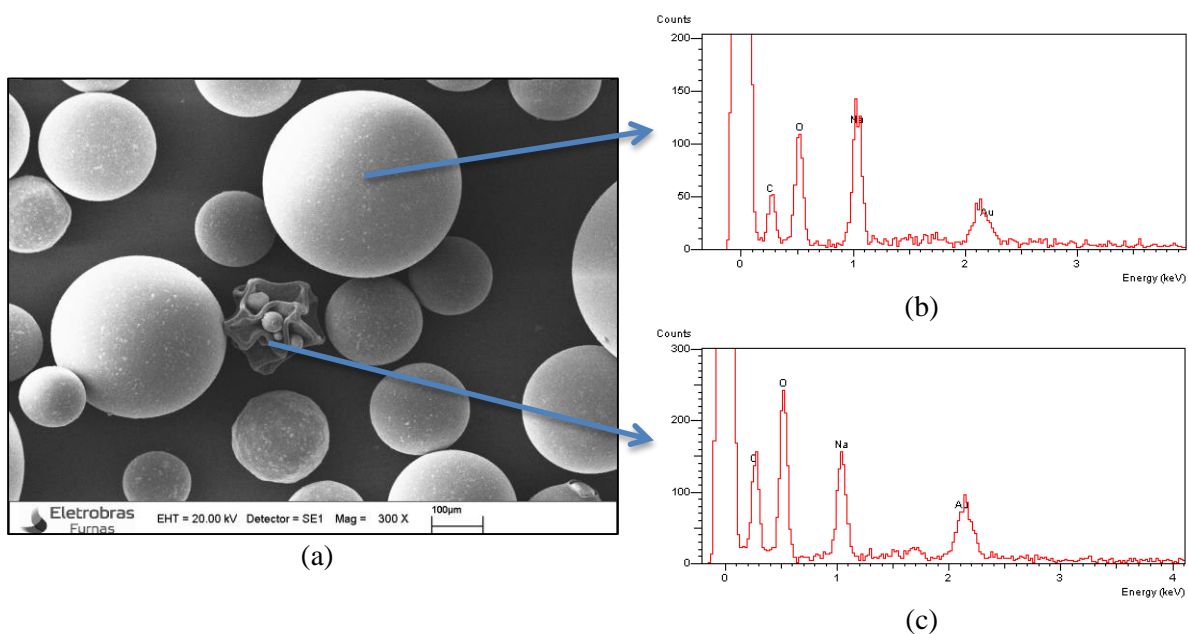 Eletrobras
Furnas
EHT = 20.00 kV Detector = SE1 Mag = 300 X
100µm
(a)
Counts
200
150
100
50
0
C
O
Na
Au
0 1 2 3
Energy (keV)
(b)
Counts
300
200
100
0
C
O
Na
Au
0 1 2 3 4
Energy (keV)
(c)